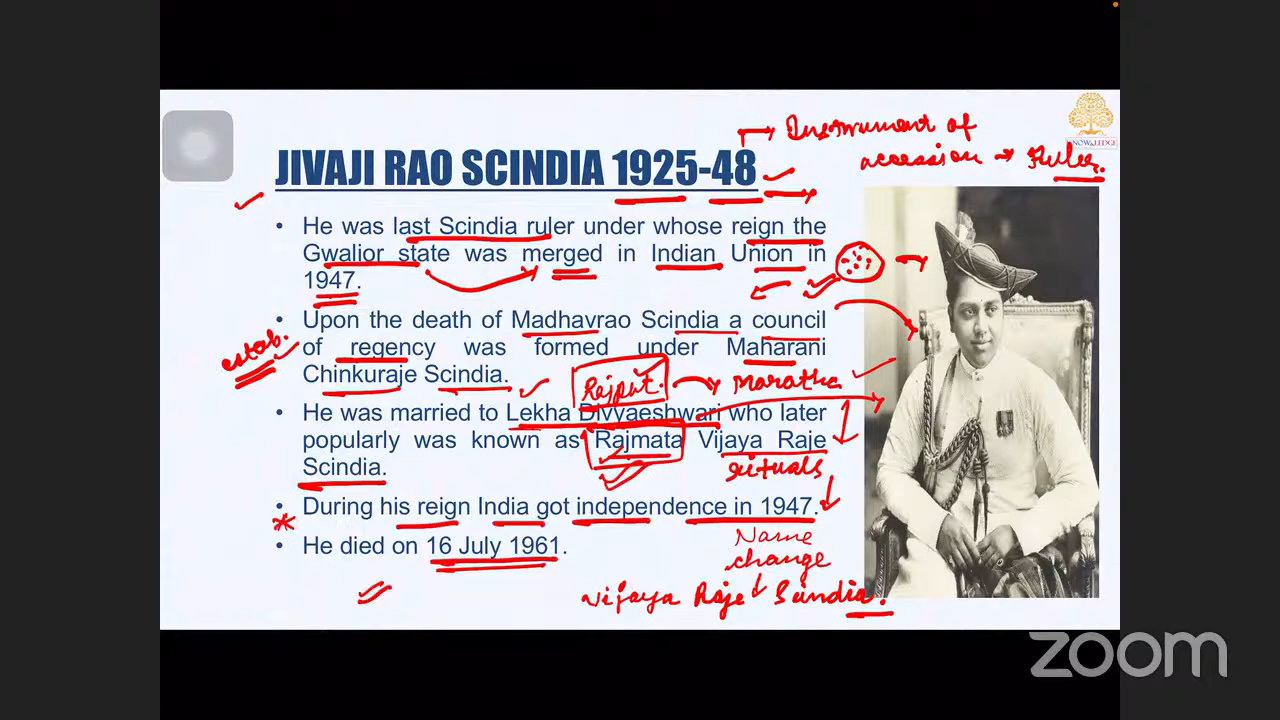 Instrument of
accession → Ruler.
KNOWLEDGE
JIVAJI RAO SCINDIA 1925-48
• He was last Scindia ruler under whose reign the
Gwalior state was merged in Indian Union in
1947.
• Upon the death of Madhavrao Scindia a council
estab.
of regency was formed under Maharani
Chinkuraje Scindia.
Rajput. → Maratha
• He was married to Lekha Divyaeshwari who later
popularly was known as Rajmata Vijaya Raje
Scindia.
rituals
• During his reign India got independence in 1947.
Name
• He died on 16 July 1961.
change
Vijaya Raje Scindia.
zoom